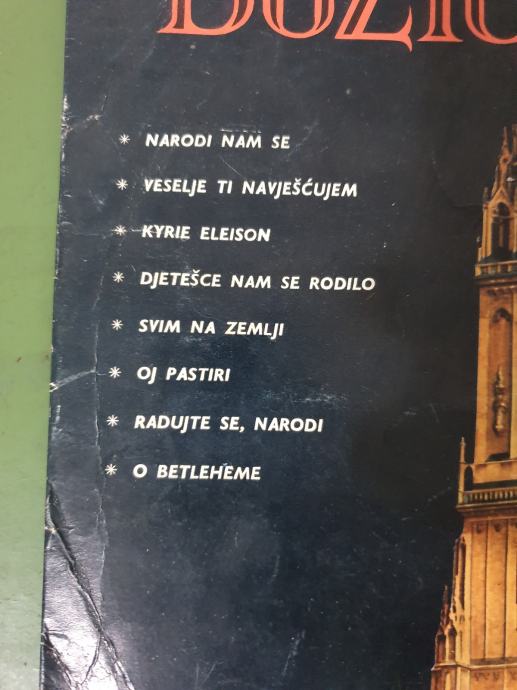 * NARODI NAM SE
* VESELJE TI NAVJEŠĆUJEM
* KYRIE ELEISON
* DJETEŠCE NAM SE RODILO
* SVIM NA ZEMLJI
* OJ PASTIRI
* RADUJTE SE, NARODI
* O BETLEHEME